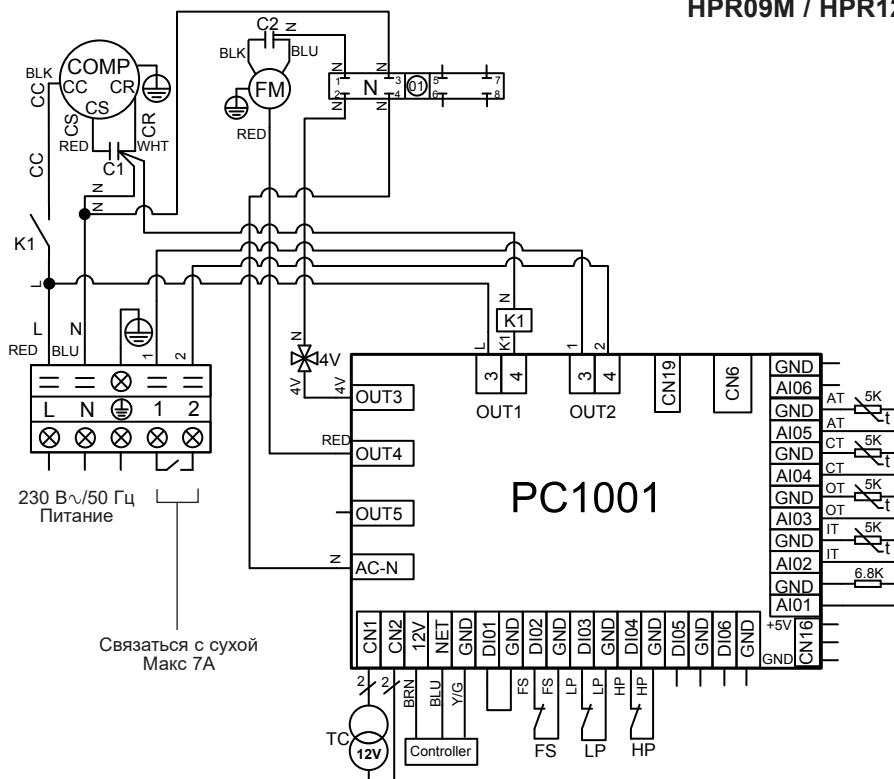 HPR09M / HPR12
C2
N
BLK
BLU
COMP
BLK
CC
CR
CS
CC
CS
CR
RED
WHT
C1
CC
FM
RED
N
N
1
3
N
01
5
7
2
4
6
8
N
N
N
N
K1
L
L
N
RED
BLU
1
2
L
N
1
2
230 В~/50 Гц
Питание
Связаться с сухой
Макс 7А
N
K1
L
K1
1
2
N
4V
4V
4V
RED
N
OUT3
OUT4
OUT5
AC-N
3
4
OUT1
3
4
OUT2
CN19
CN6
PC1001
GND
AI06
GND
AT
5K
t
AI05
AT
GND
CT
5K
t
AI04
CT
GND
OT
5K
t
AI03
OT
GND
IT
5K
t
AI02
IT
GND
6.8K
AI01
+5V
CN16
GND
CN1
CN2
12V
NET
GND
DI01
GND
DI02
GND
DI03
GND
DI04
GND
DI05
GND
DI06
GND
2
2
BRN
BLU
Y/G
FS
FS
LP
LP
HP
HP
TC
12V
Controller
FS
LP
HP